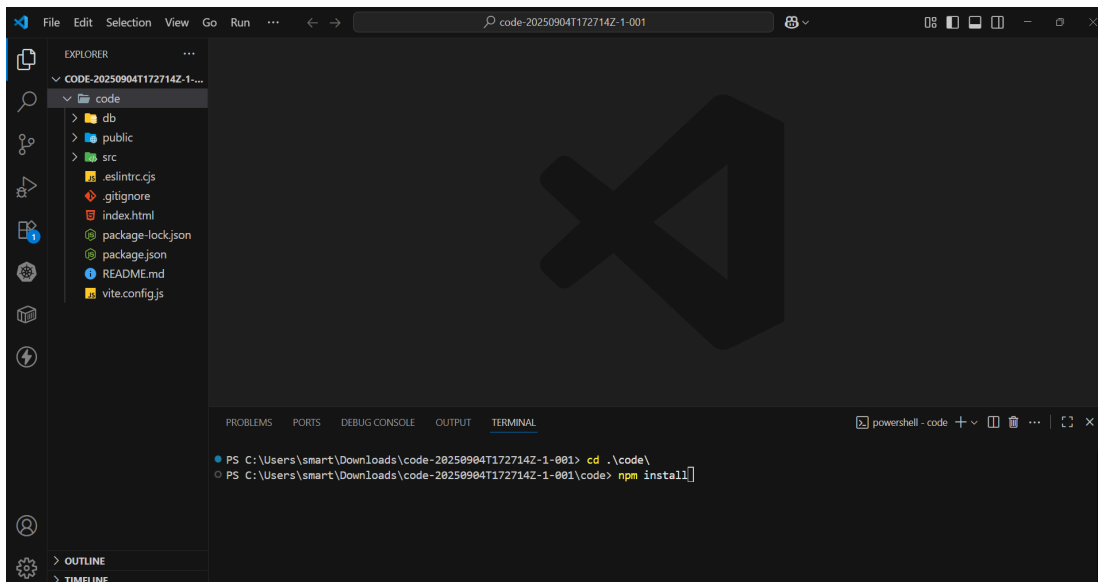 File Edit Selection View Go Run ··· code-20250904T172714Z-1-001
EXPLORER ···
CODE-20250904T172714Z-1-...
code
db
public
src
JS .eslintrc.cjs
.gitignore
index.html
package-lock.json
package.json
README.md
JS vite.config.js
1
OUTLINE
TIMELINE
PROBLEMS PORTS DEBUG CONSOLE OUTPUT TERMINAL powershell - code
PS C:\Users\smart\Downloads\code-20250904T172714Z-1-001> cd .\code\
PS C:\Users\smart\Downloads\code-20250904T172714Z-1-001\code> npm install